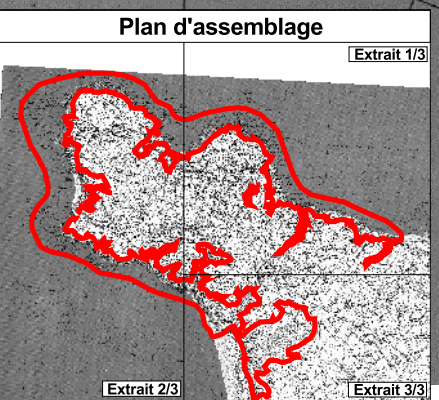 Plan d'assemblage
Extrait 1/3
Extrait 2/3
Extrait 3/3